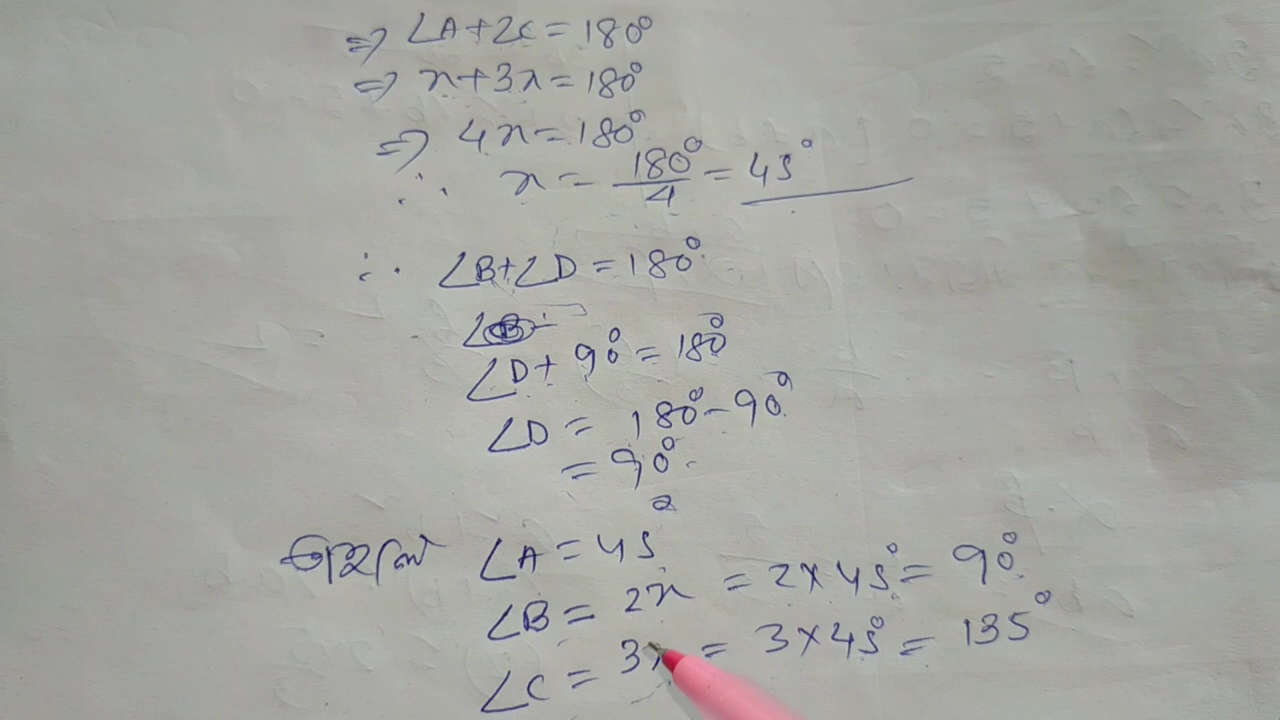 ⇒ ∠A+∠C = 180°
⇒ x+3x = 180°
⇒ 4x = 180°
∴ x = 180°/4 = 45°
∴ ∠B+∠D = 180°
∠
∠D + 90° = 180°
∠D = 180° - 90°
= 90°
তাহলে ∠A = 45°
∠B = 2x = 2×45° = 90°
∠C = 3x = 3×45° = 135°